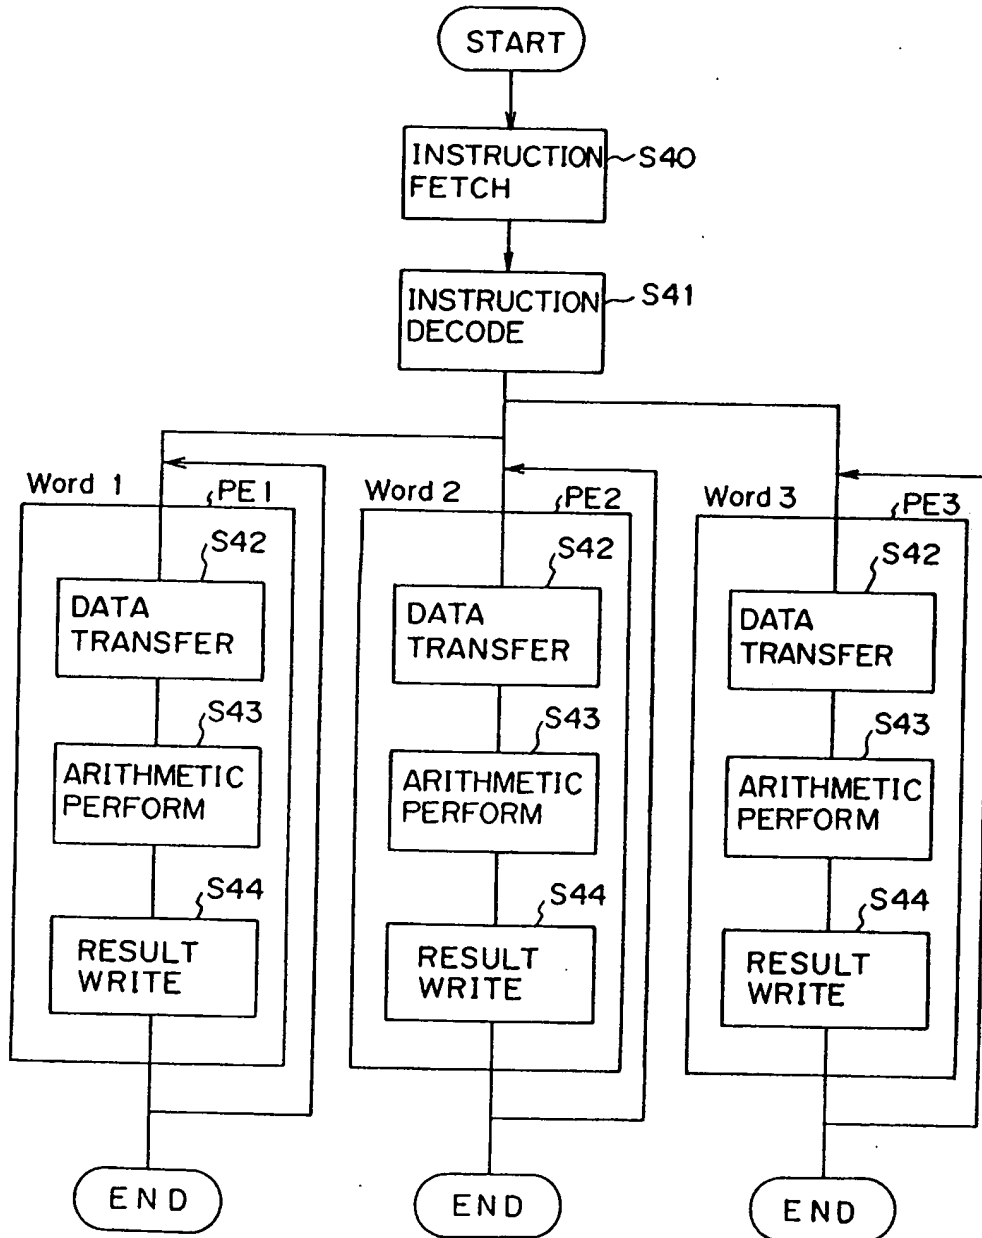 START
INSTRUCTION
FETCH
S40
INSTRUCTION
DECODE
S41
Word 1
PE1
S42
DATA
TRANSFER
S43
ARITHMETIC
PERFORM
S44
RESULT
WRITE
END
Word 2
PE2
S42
DATA
TRANSFER
S43
ARITHMETIC
PERFORM
S44
RESULT
WRITE
END
Word 3
PE3
S42
DATA
TRANSFER
S43
ARITHMETIC
PERFORM
S44
RESULT
WRITE
END